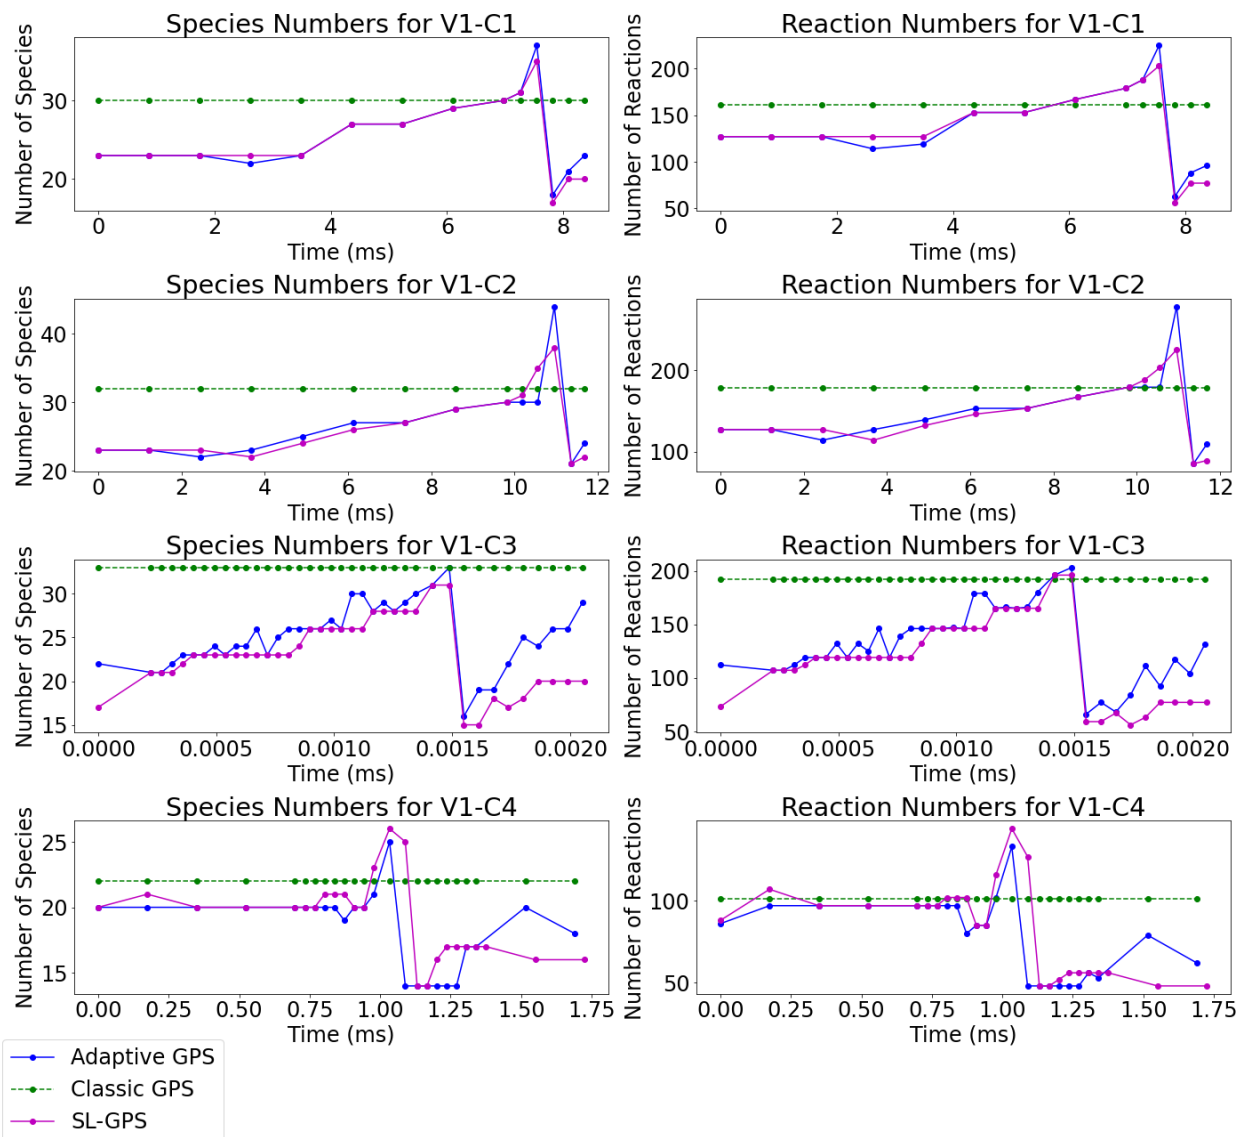 Species Numbers for V1-C1
Reaction Numbers for V1-C1
Number of Species
30
20
0
2
4
6
8
Time (ms)
Number of Reactions
200
150
100
50
0
2
4
6
8
Time (ms)
Species Numbers for V1-C2
Reaction Numbers for V1-C2
Number of Species
40
30
20
0
2
4
6
8
10
12
Time (ms)
Number of Reactions
200
100
0
2
4
6
8
10
12
Time (ms)
Species Numbers for V1-C3
Reaction Numbers for V1-C3
Number of Species
30
25
20
15
0.0000
0.0005
0.0010
0.0015
0.0020
Time (ms)
Number of Reactions
200
150
100
50
0.0000
0.0005
0.0010
0.0015
0.0020
Time (ms)
Species Numbers for V1-C4
Reaction Numbers for V1-C4
Number of Species
25
20
15
0.00
0.25
0.50
0.75
1.00
1.25
1.50
1.75
Time (ms)
Number of Reactions
100
50
0.00
0.25
0.50
0.75
1.00
1.25
1.50
1.75
Time (ms)
Adaptive GPS
Classic GPS
SL-GPS